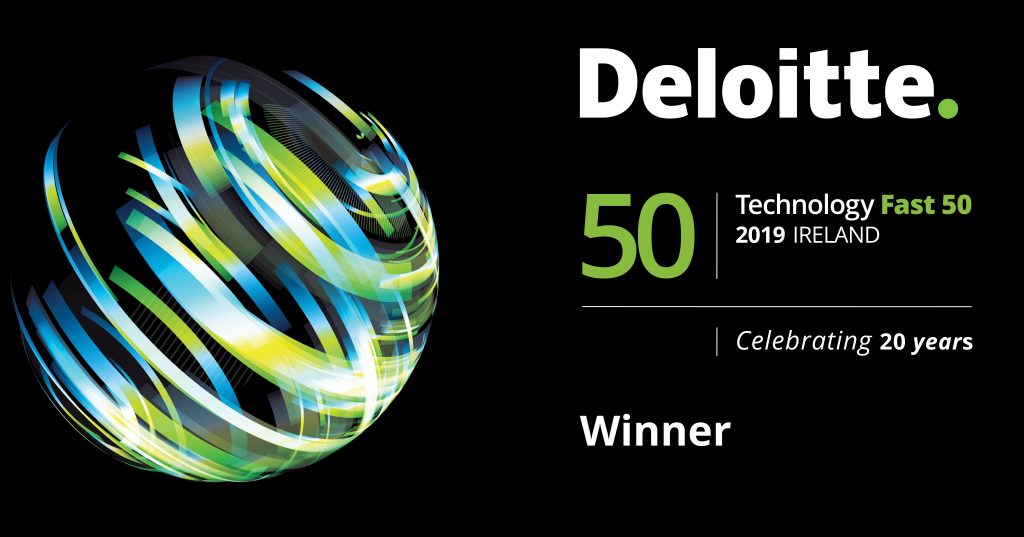 Deloitte.
50
Technology Fast 50
2019 IRELAND
Celebrating 20 years
Winner